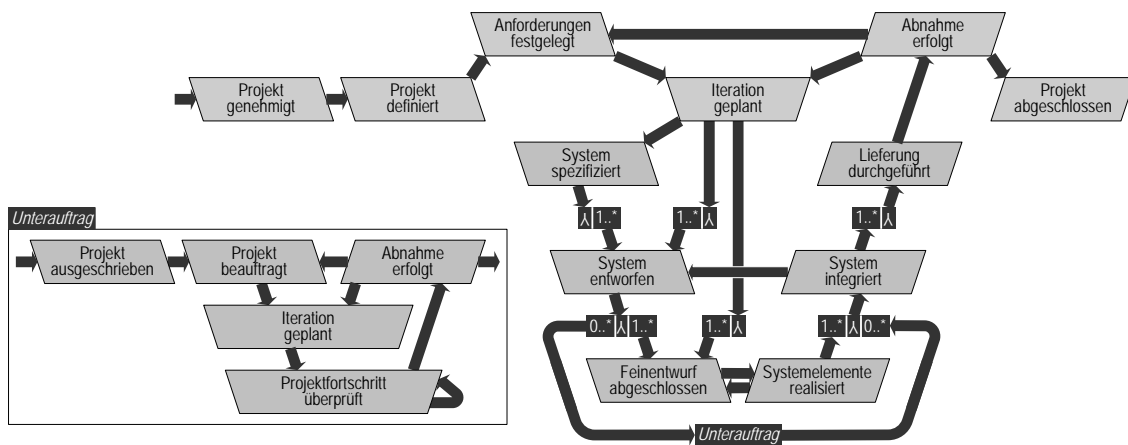 Anforderungen
festgelegt
Abnahme
erfolgt
Projekt
genehmigt
Projekt
definiert
Iteration
geplant
Projekt
abgeschlossen
System
spezifiziert
Lieferung
durchgeführt
1..*
1..*
1..*
Unterauftrag
Projekt
ausgeschrieben
Projekt
beauftragt
Abnahme
erfolgt
System
entworfen
System
integriert
Iteration
geplant
0..*
1..*
1..*
1..*
0..*
Projektfortschritt
überprüft
Feinentwurf
abgeschlossen
Systemelemente
realisiert
Unterauftrag